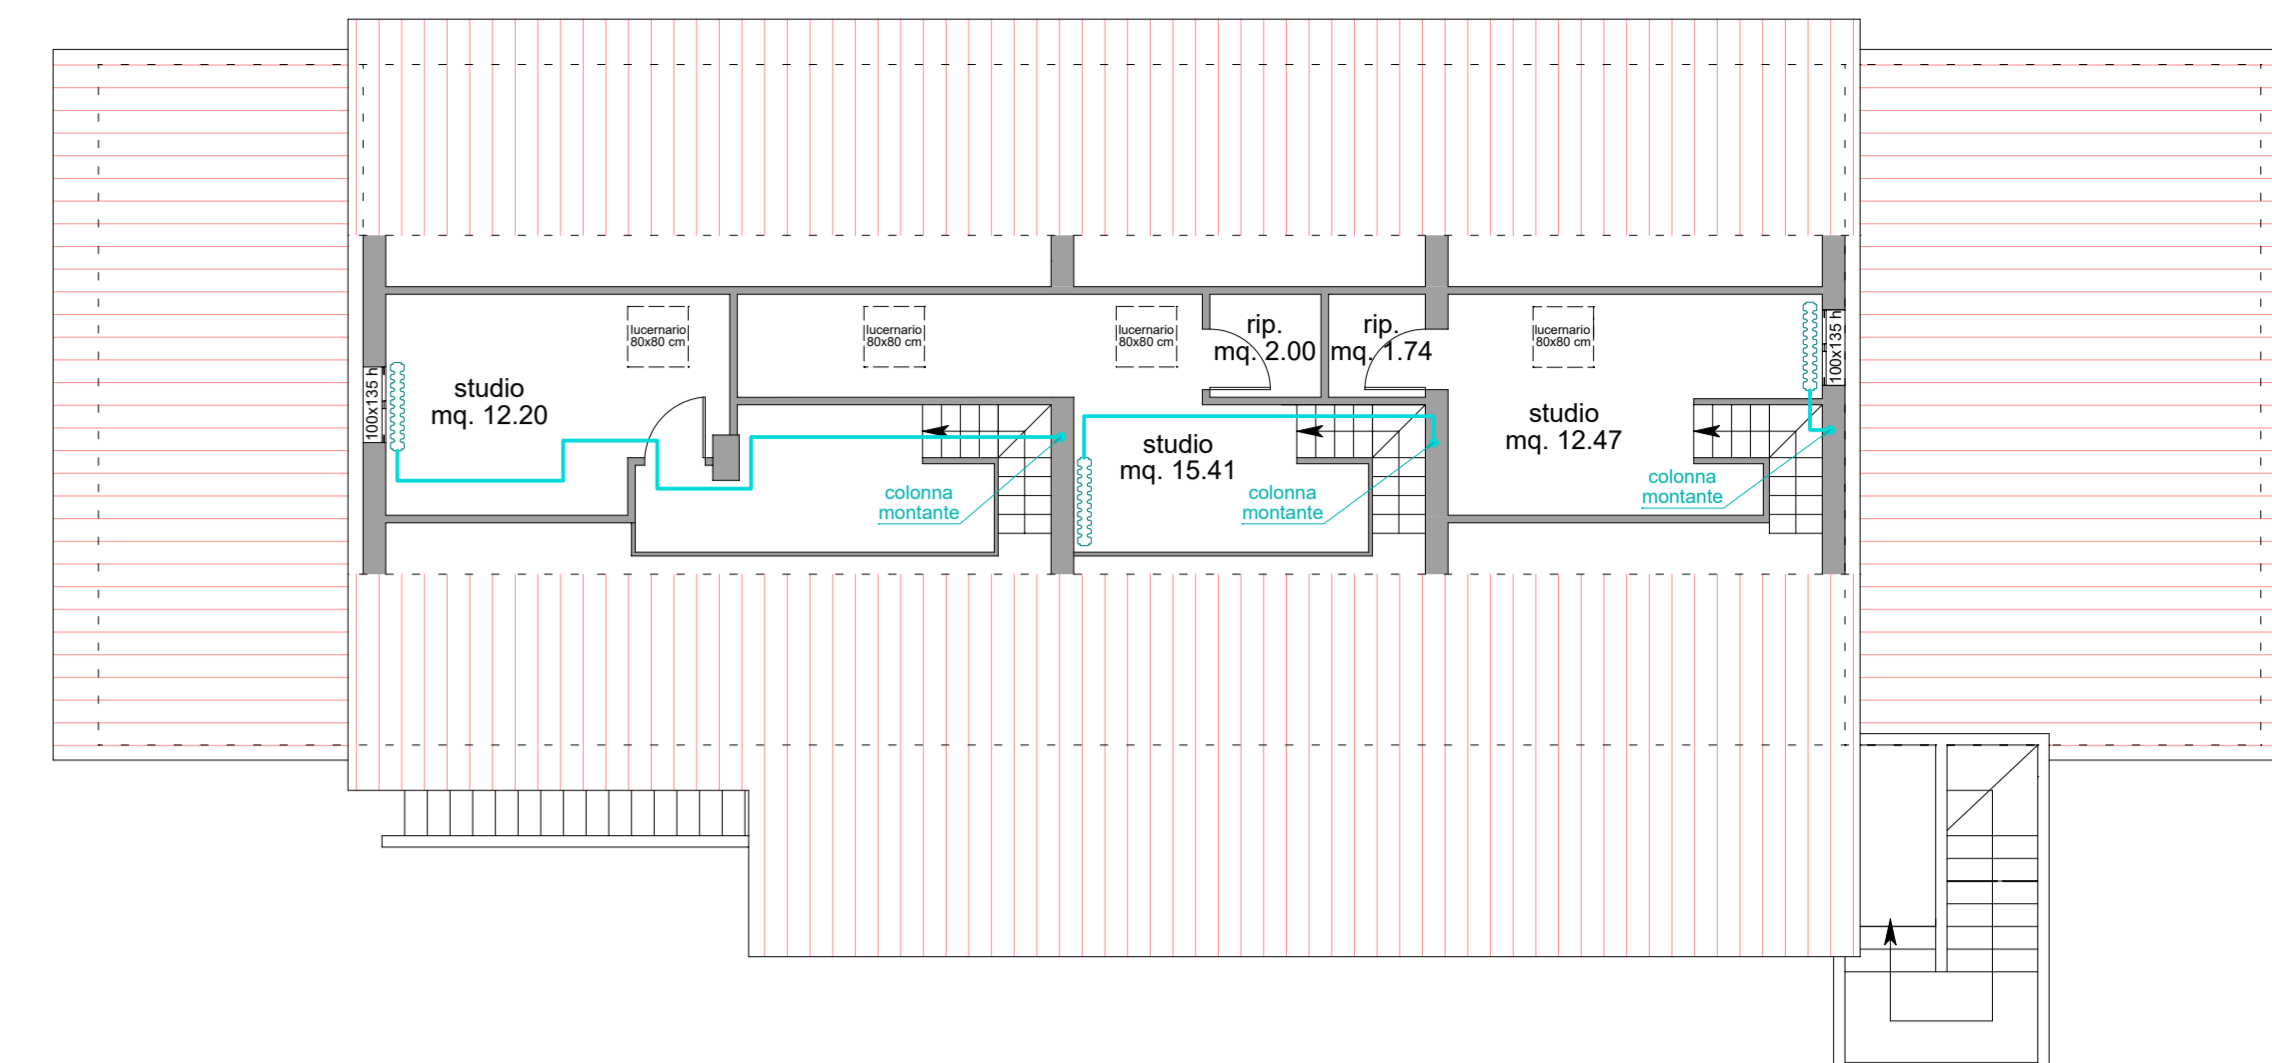 lucernario
80x80 cm
lucernario
80x80 cm
lucernario
80x80 cm
lucernario
80x80 cm
rip.
mq. 2.00
rip.
mq. 1.74
100x135 h
100x135 h
studio
mq. 12.20
studio
mq. 15.41
studio
mq. 12.47
colonna
montante
colonna
montante
colonna
montante